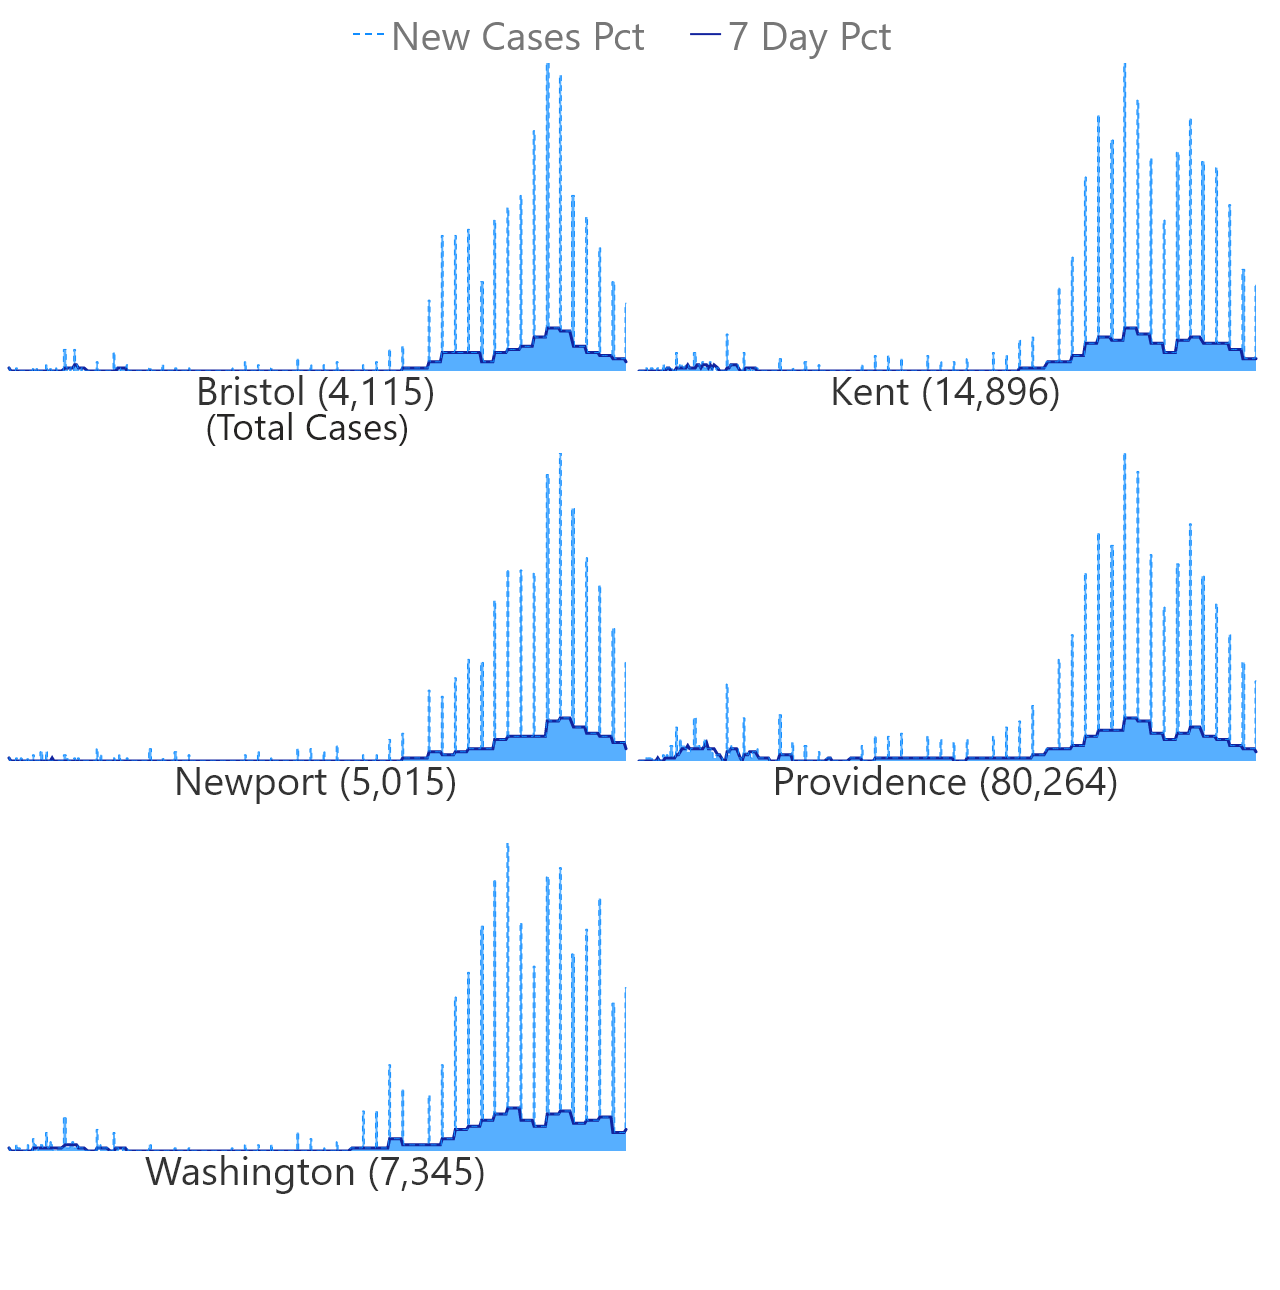 New Cases Pct 7 Day Pct
Bristol (4,115)
(Total Cases)
Kent (14,896)
Newport (5,015)
Providence (80,264)
Washington (7,345)